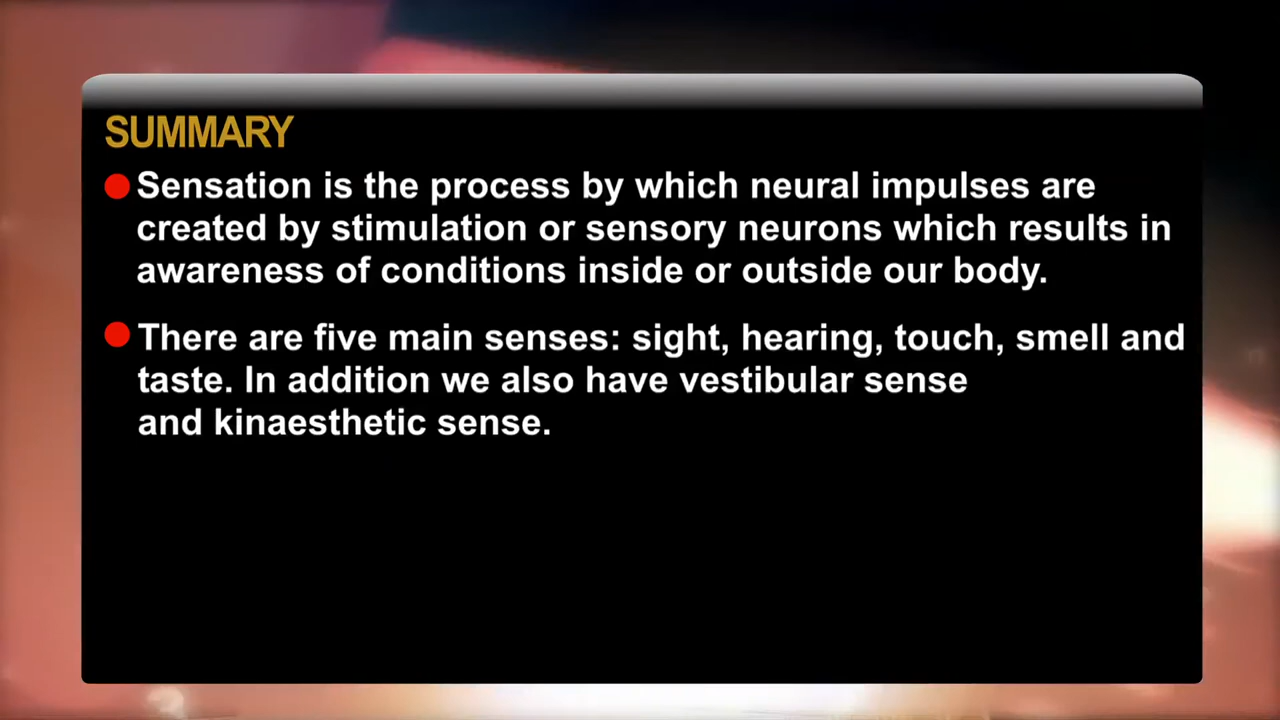 SUMMARY
Sensation is the process by which neural impulses are
created by stimulation or sensory neurons which results in
awareness of conditions inside or outside our body.
There are five main senses: sight, hearing, touch, smell and
taste. In addition we also have vestibular sense
and kinaesthetic sense.